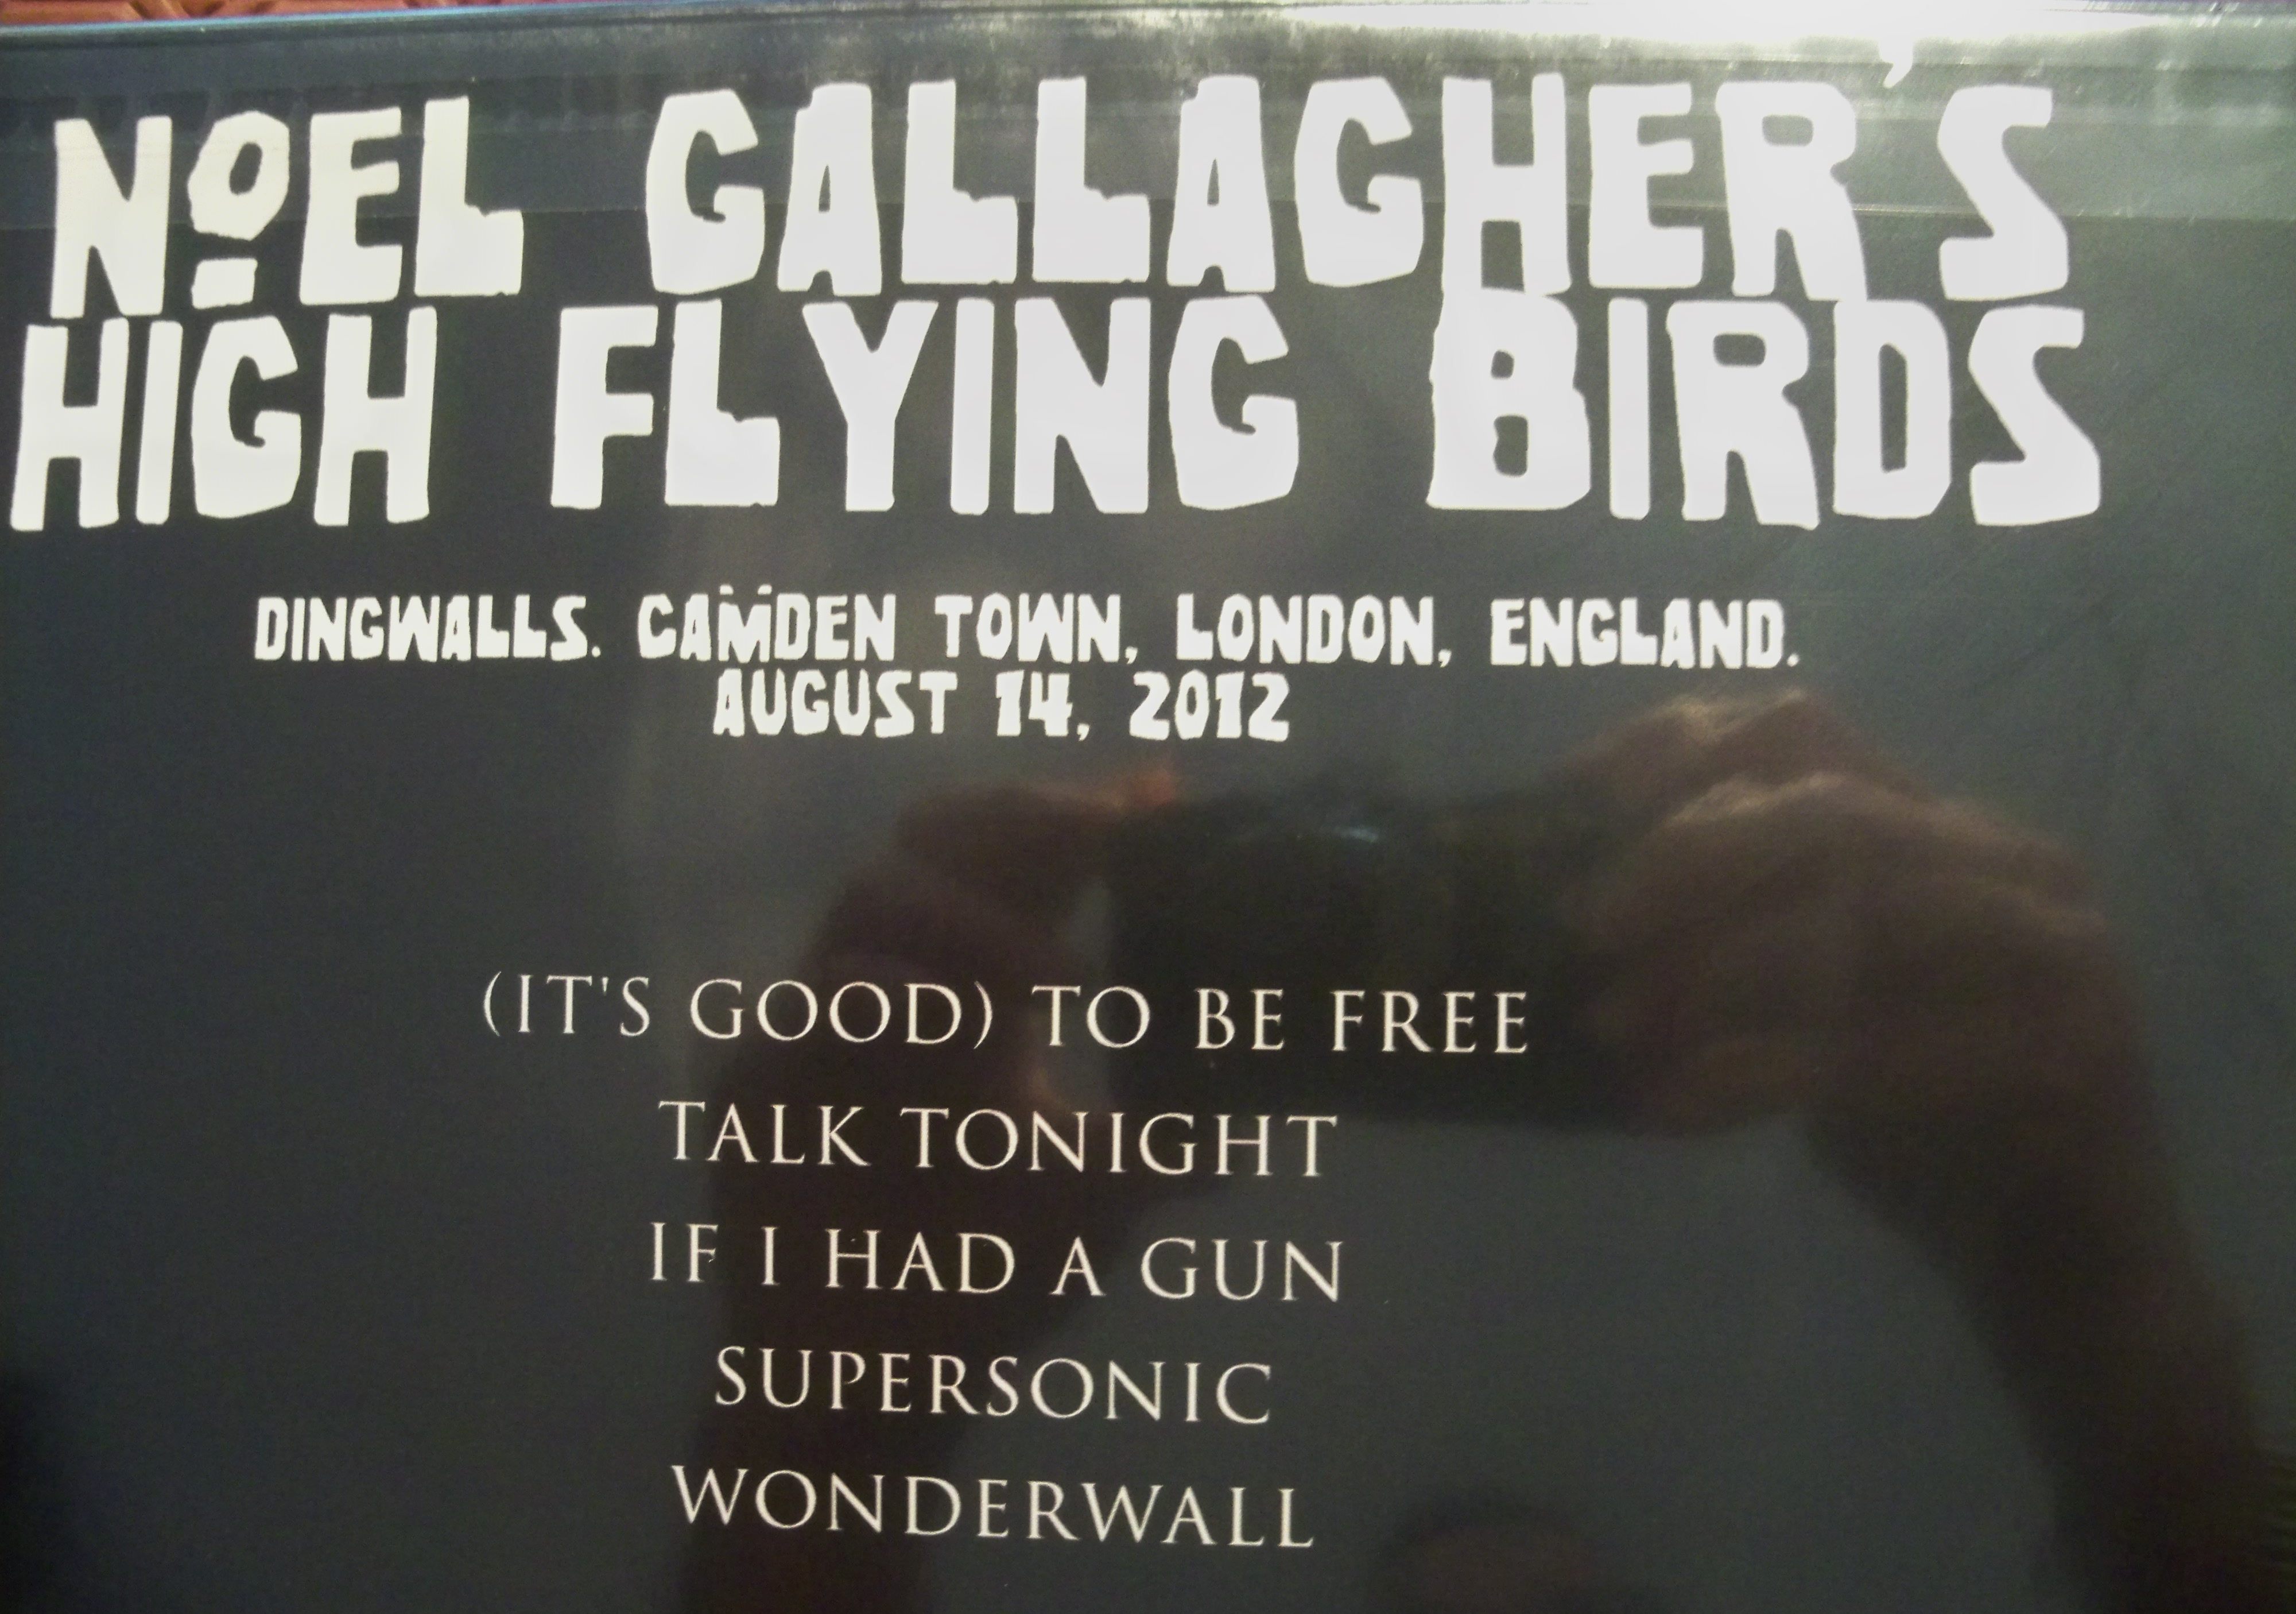 NOEL GALLAGHER'S
HIGH FLYING BIRDS
DINGWALLS. CAMDEN TOWN, LONDON, ENGLAND.
AUGUST 14, 2012
(IT'S GOOD) TO BE FREE
TALK TONIGHT
IF I HAD A GUN
SUPERSONIC
WONDERWALL